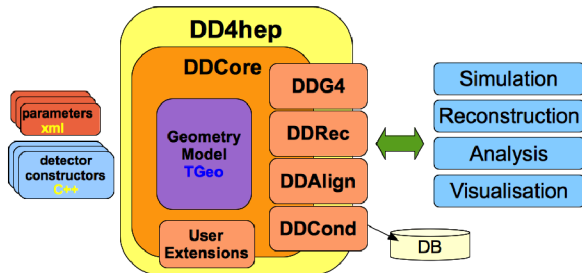 DD4hep
DDCore
parameters
xml
detector
constructors
C++
Geometry
Model
TGeo
User
Extensions
DDG4
DDRec
DDAlign
DDCond
Simulation
Reconstruction
Analysis
Visualisation
DB